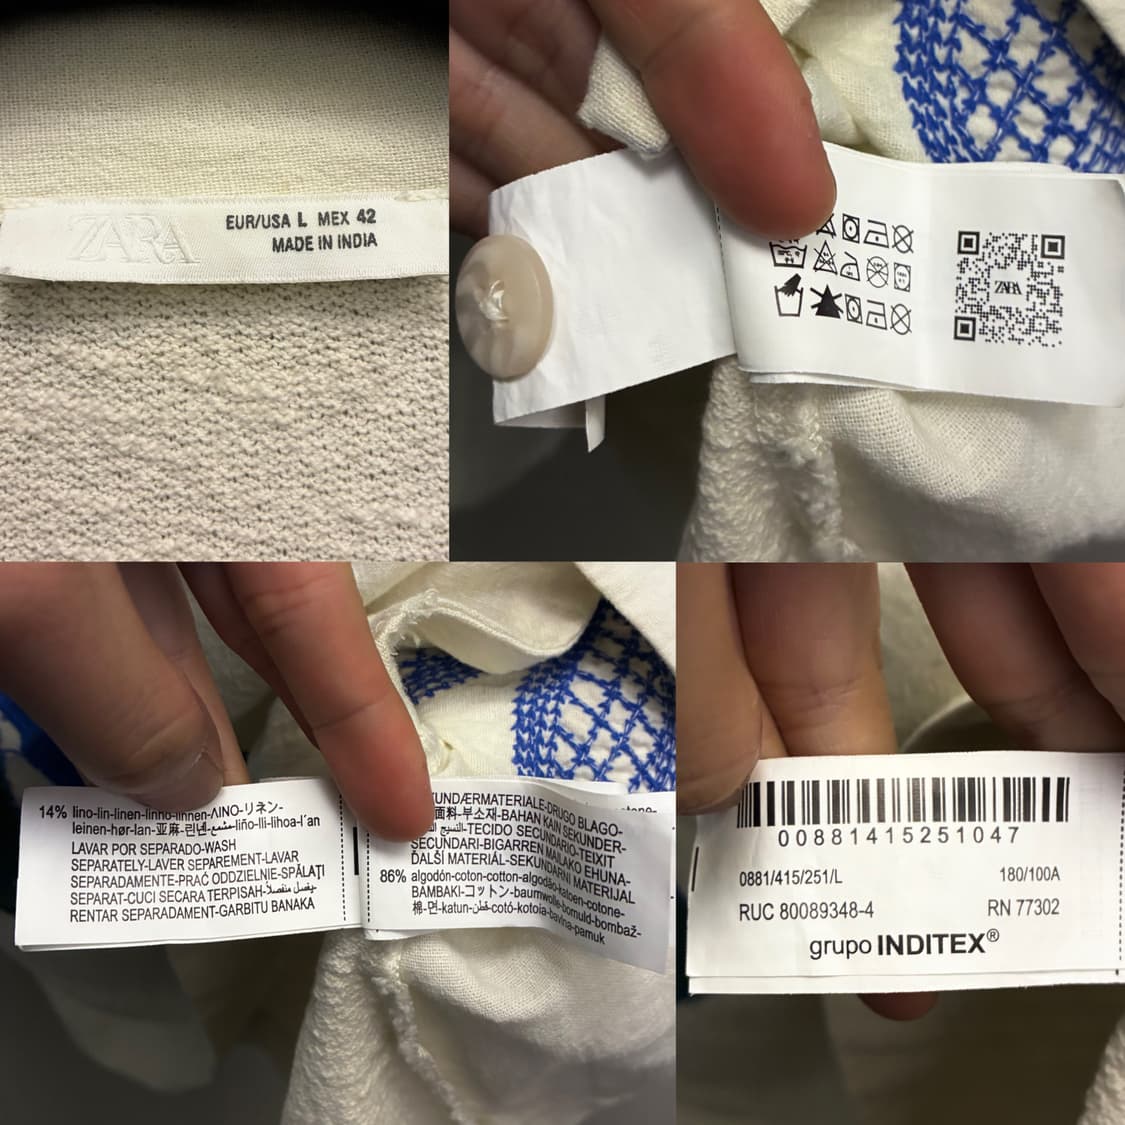 ZARA
EUR/USA L MEX 42
MADE IN INDIA
ZARA
14% lino-lin-linen-linho-linnen-ΛΙΝΟ-リネン-
leinen-hør-lan-亚麻-린넨-مشمع-liño-lli-lihoa-l´an
LAVAR POR SEPARADO-WASH
SEPARATELY-LAVER SEPAREMENT-LAVAR
SEPARADAMENTE-PRAĆ ODDZIELNIE-SPĂLAŢI
SEPARAT-CUCI SECARA TERPISAH-يغسل منفصلاً-
RENTAR SEPARADAMENT-GARBITU BANAKA
KUNDÆRMATERIALE-DRUGO BLAGO-
面料-부소재-BAHAN KAIN SEKUNDER-
النسيج-TECIDO SECUNDARIO-TEIXIT
SECUNDARI-BIGARREN MAILAKO EHUNA-
ĎALŠÍ MATERIÁL-SEKUNDARNI MATERIJAL
86% algodón-coton-cotton-algodão-katoen-cotone-
ΒΑΜΒΑΚΙ-コットン-baumwolle-bomuld-bombaž-
棉-면-katun-قطن-cotó-kotoia-bavlna-pamuk
00881415251047
0881/415/251/L 180/100A
RUC 80089348-4 RN 77302
grupo INDITEX®